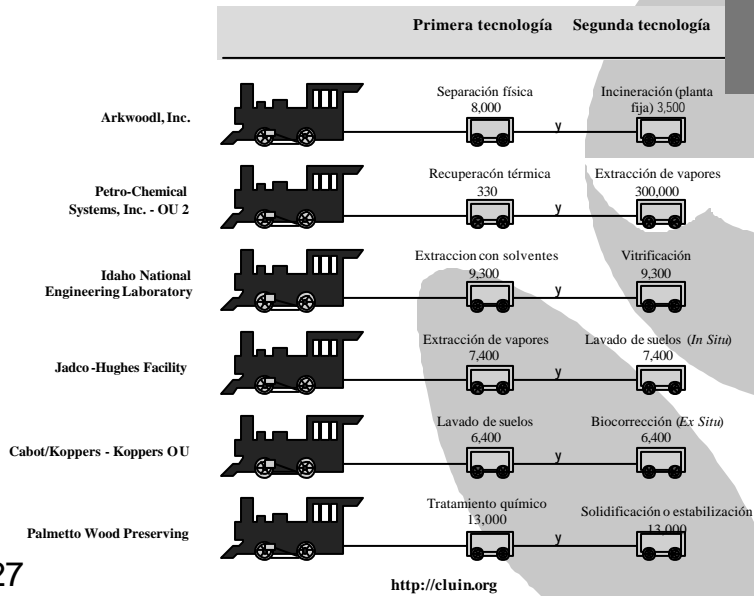 Primera tecnología Segunda tecnología
Arkwoodl, Inc.
Separación física
8,000
y
Incineración (planta
fija) 3,500
Petro-Chemical
Systems, Inc. - OU 2
Recuperacón térmica
330
y
Extracción de vapores
300,000
Idaho National
Engineering Laboratory
Extraccion con solventes
9,300
y
Vitrificación
9,300
Jadco-Hughes Facility
Extracción de vapores
7,400
y
Lavado de suelos (In Situ)
7,400
Cabot/Koppers - Koppers OU
Lavado de suelos
6,400
y
Biocorrección (Ex Situ)
6,400
Palmetto Wood Preserving
Tratamiento químico
13,000
y
Solidificación o estabilización
13,000
27
http://cluin.org